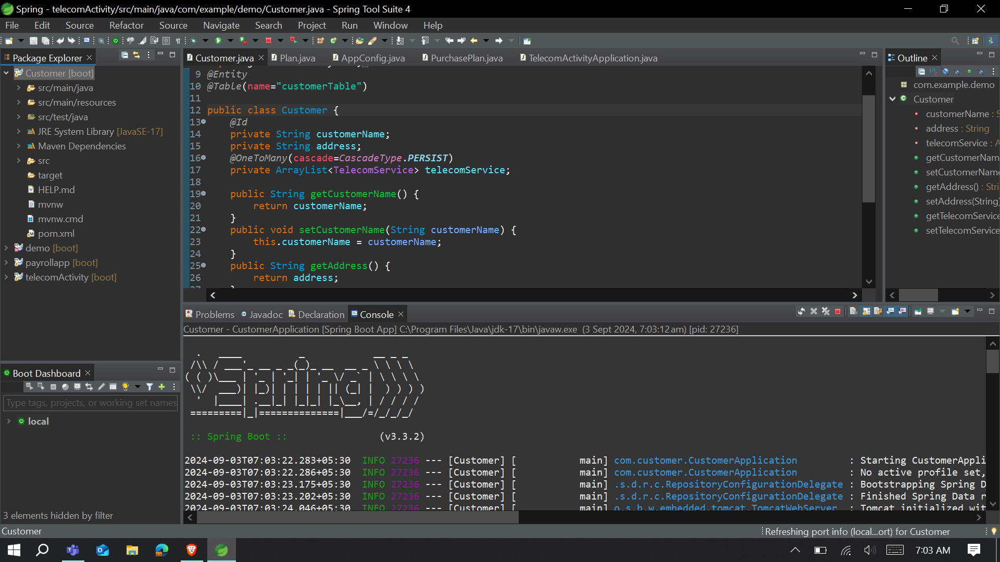 Spring - telecomActivity/src/main/java/com/example/demo/Customer.java - Spring Tool Suite 4
File Edit Source Refactor Source Navigate Search Project Run Window Help
Package Explorer
Customer [boot]
src/main/java
src/main/resources
src/test/java
JRE System Library [JavaSE-17]
Maven Dependencies
src
target
HELP.md
mvnw
mvnw.cmd
pom.xml
demo [boot]
payrollapp [boot]
telecomActivity [boot]
Boot Dashboard
Type tags, projects, or working set names
local
3 elements hidden by filter
Customer.java Plan.java AppConfig.java PurchasePlan.java TelecomActivityApplication.java
9 @Entity
10 @Table(name="customerTable")
11
12 public class Customer {
13 @Id
14 private String customerName;
15 private String address;
16 @OneToMany(cascade=CascadeType.PERSIST)
17 private ArrayList<TelecomService> telecomService;
18
19 public String getCustomerName() {
20 return customerName;
21 }
22 public void setCustomerName(String customerName) {
23 this.customerName = customerName;
24 }
25 public String getAddress() {
26 return address;
27 }
Outline
com.example.demo
Customer
customerName : S
address : String
telecomService : A
getCustomerNam
setCustomerName
getAddress() : Stri
setAddress(String)
getTelecomService
setTelecomService
Problems Javadoc Declaration Console
Customer - CustomerApplication [Spring Boot App] C:\Program Files\Java\jdk-17\bin\javaw.exe (3 Sept 2024, 7:03:12 am) [pid: 27236]
Spring
:: Spring Boot :: (v3.3.2)
2024-09-03T07:03:22.283+05:30 INFO 27236 --- [Customer] [ main] com.customer.CustomerApplication : Starting CustomerAppli
2024-09-03T07:03:22.286+05:30 INFO 27236 --- [Customer] [ main] com.customer.CustomerApplication : No active profile set,
2024-09-03T07:03:23.175+05:30 INFO 27236 --- [Customer] [ main] .s.d.r.c.RepositoryConfigurationDelegate : Bootstrapping Spring D
2024-09-03T07:03:23.202+05:30 INFO 27236 --- [Customer] [ main] .s.d.r.c.RepositoryConfigurationDelegate : Finished Spring Data r
2024-09-03T07:03:24.046+05:30 INFO 27236 --- [Customer] [ main] o.s.b.w.embedded.tomcat.TomcatWebServer : Tomcat initialized wit
Customer
Refreshing port info (local...ort) for Customer
7:03 AM